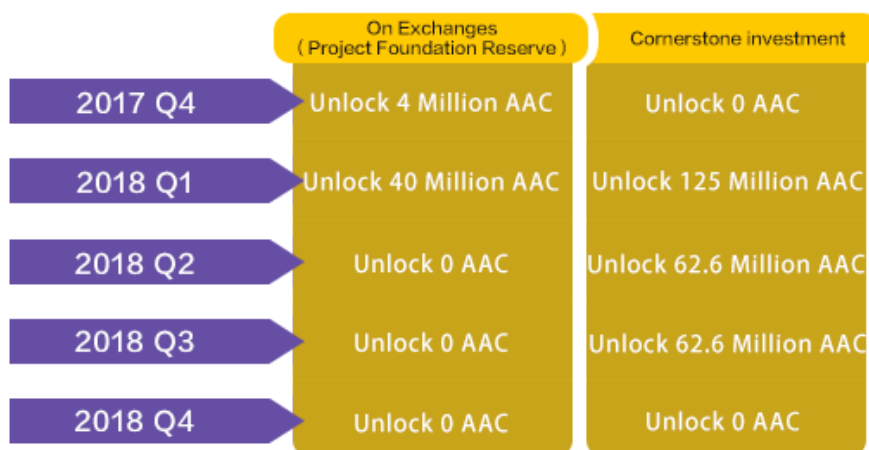 On Exchanges
( Project Foundation Reserve )
Cornerstone investment
2017 Q4
Unlock 4 Million AAC
Unlock 0 AAC
2018 Q1
Unlock 40 Million AAC
Unlock 125 Million AAC
2018 Q2
Unlock 0 AAC
Unlock 62.6 Million AAC
2018 Q3
Unlock 0 AAC
Unlock 62.6 Million AAC
2018 Q4
Unlock 0 AAC
Unlock 0 AAC